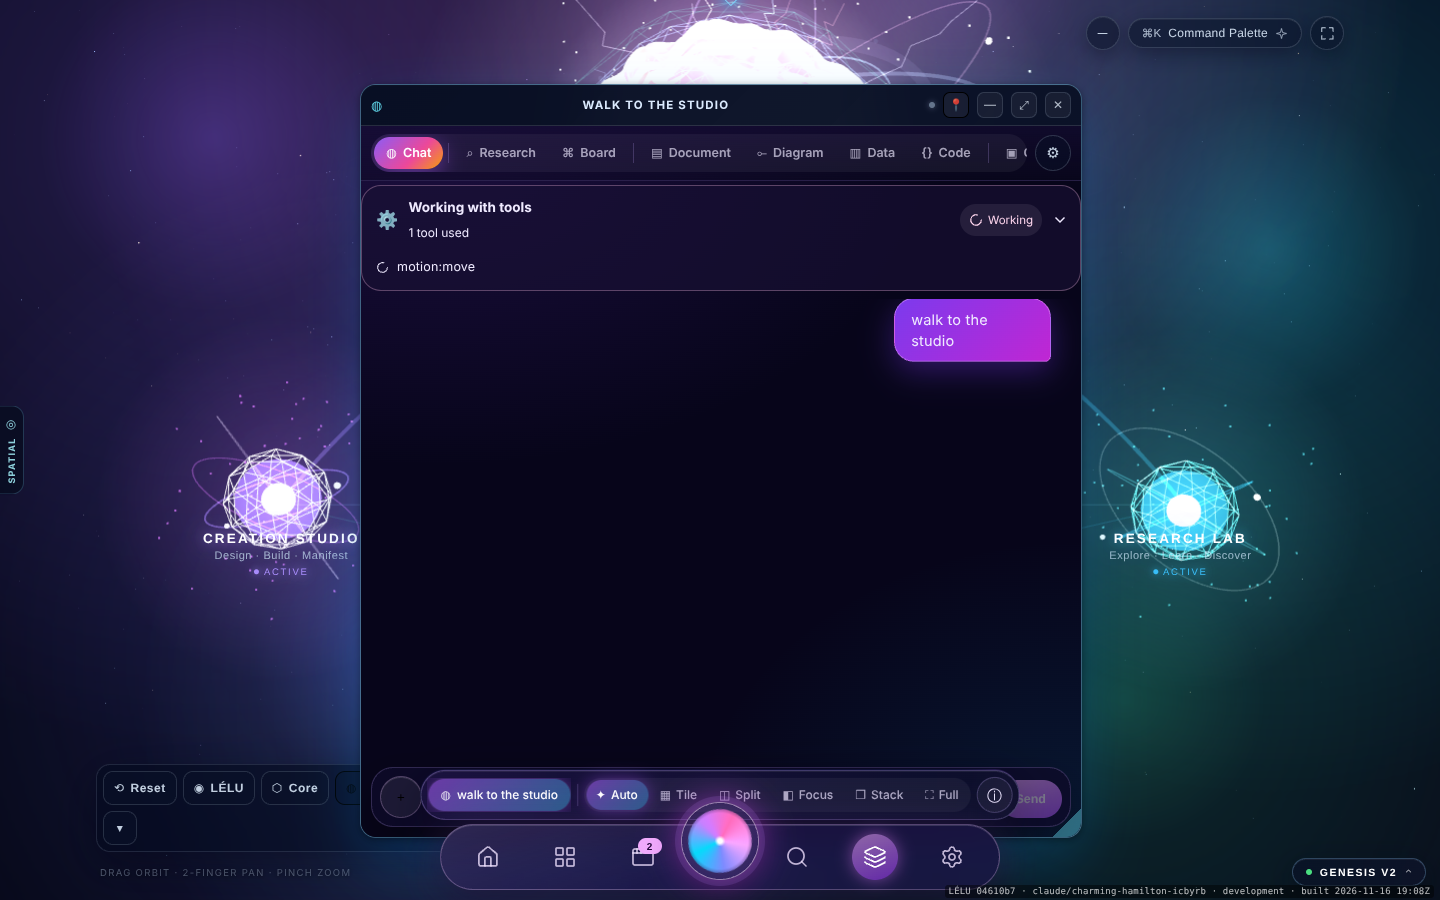 ⌘K Command Palette
WALK TO THE STUDIO
Chat
Research
⌘ Board
Document
Diagram
Data
{} Code
Working with tools
1 tool used
Working
motion:move
walk to the
studio
SPATIAL
CREATION STUDIO
Design · Build · Manifest
ACTIVE
RESEARCH LAB
Explore · Learn · Discover
ACTIVE
Reset
LÉLU
Core
+
walk to the studio
Auto
Tile
Split
Focus
Stack
Full
Send
2
DRAG ORBIT · 2-FINGER PAN · PINCH ZOOM
GENESIS V2
LÉLU 04610b7 · claude/charming-hamilton-icbyrb · development · built 2026-11-16 19:08Z